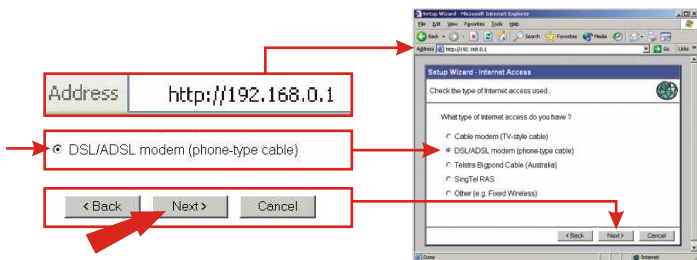 Address http://192.168.0.1
DSL/ADSL modem (phone-type cable)
< Back Next > Cancel
Setup Wizard - Microsoft Internet Explorer
File Edit View Favorites Tools Help
Back Search Favorites Media
Address http://192.168.0.1 Go Links
Setup Wizard - Internet Access
Check the type of Internet access used.
What type of internet access do you have ?
Cable modem (TV-style cable)
DSL/ADSL modem (phone-type cable)
Telstra Bigpond Cable (Australia)
SingTel RAS
Other (e.g. Fixed Wireless)
< Back Next > Cancel
Done Internet